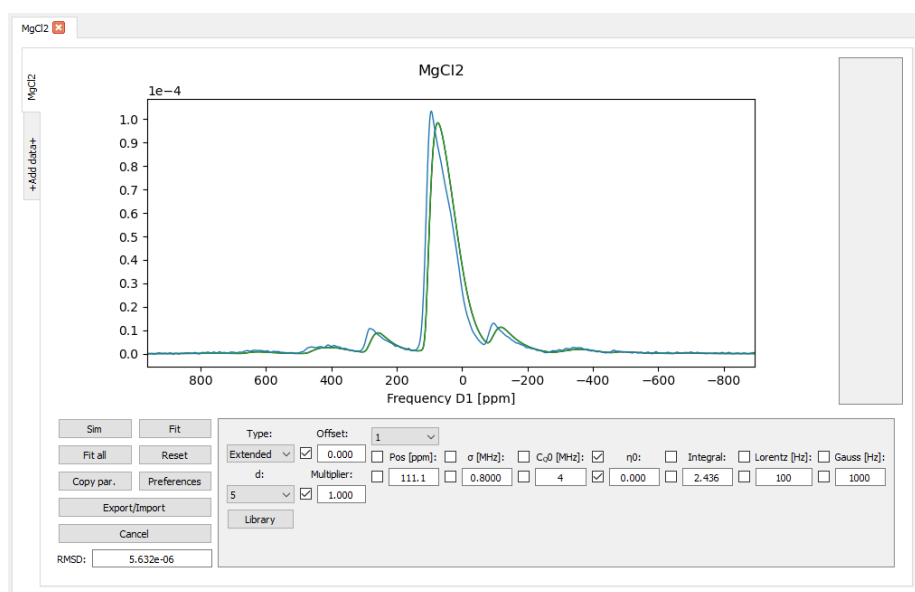 MgCl2
MgCl2
+Add data+
MgCl2
1e−4
1.0
0.9
0.8
0.7
0.6
0.5
0.4
0.3
0.2
0.1
0.0
800 600 400 200 0 −200 −400 −600 −800
Frequency D1 [ppm]
Sim Fit
Fit all Reset
Copy par. Preferences
Export/Import
Cancel
RMSD: 5.632e-06
Type: Offset: 1
Extended 0.000 Pos [ppm]: σ [MHz]: CQ0 [MHz]: η0: Integral: Lorentz [Hz]: Gauss [Hz]:
d: Multiplier: 111.1 0.8000 4 0.000 2.436 100 1000
5 1.000
Library